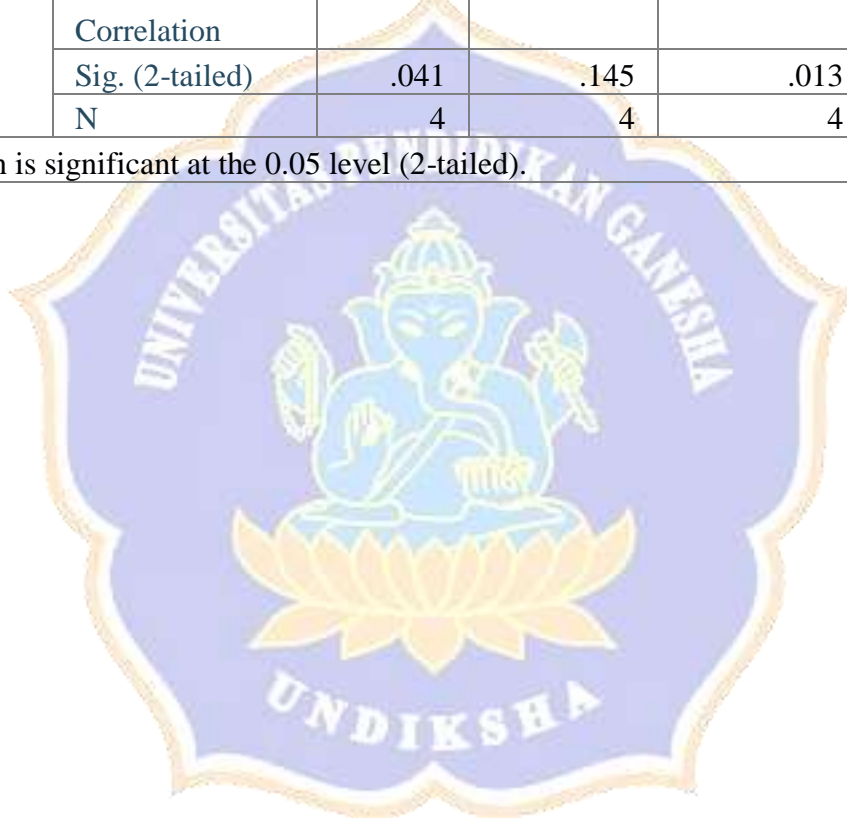 Correlation
Sig. (2-tailed) .041 .145 .013
N 4 4 4
is significant at the 0.05 level (2-tailed).
UNIVERSITAS PENDIDIKAN GANESHA
UNDIKSHA